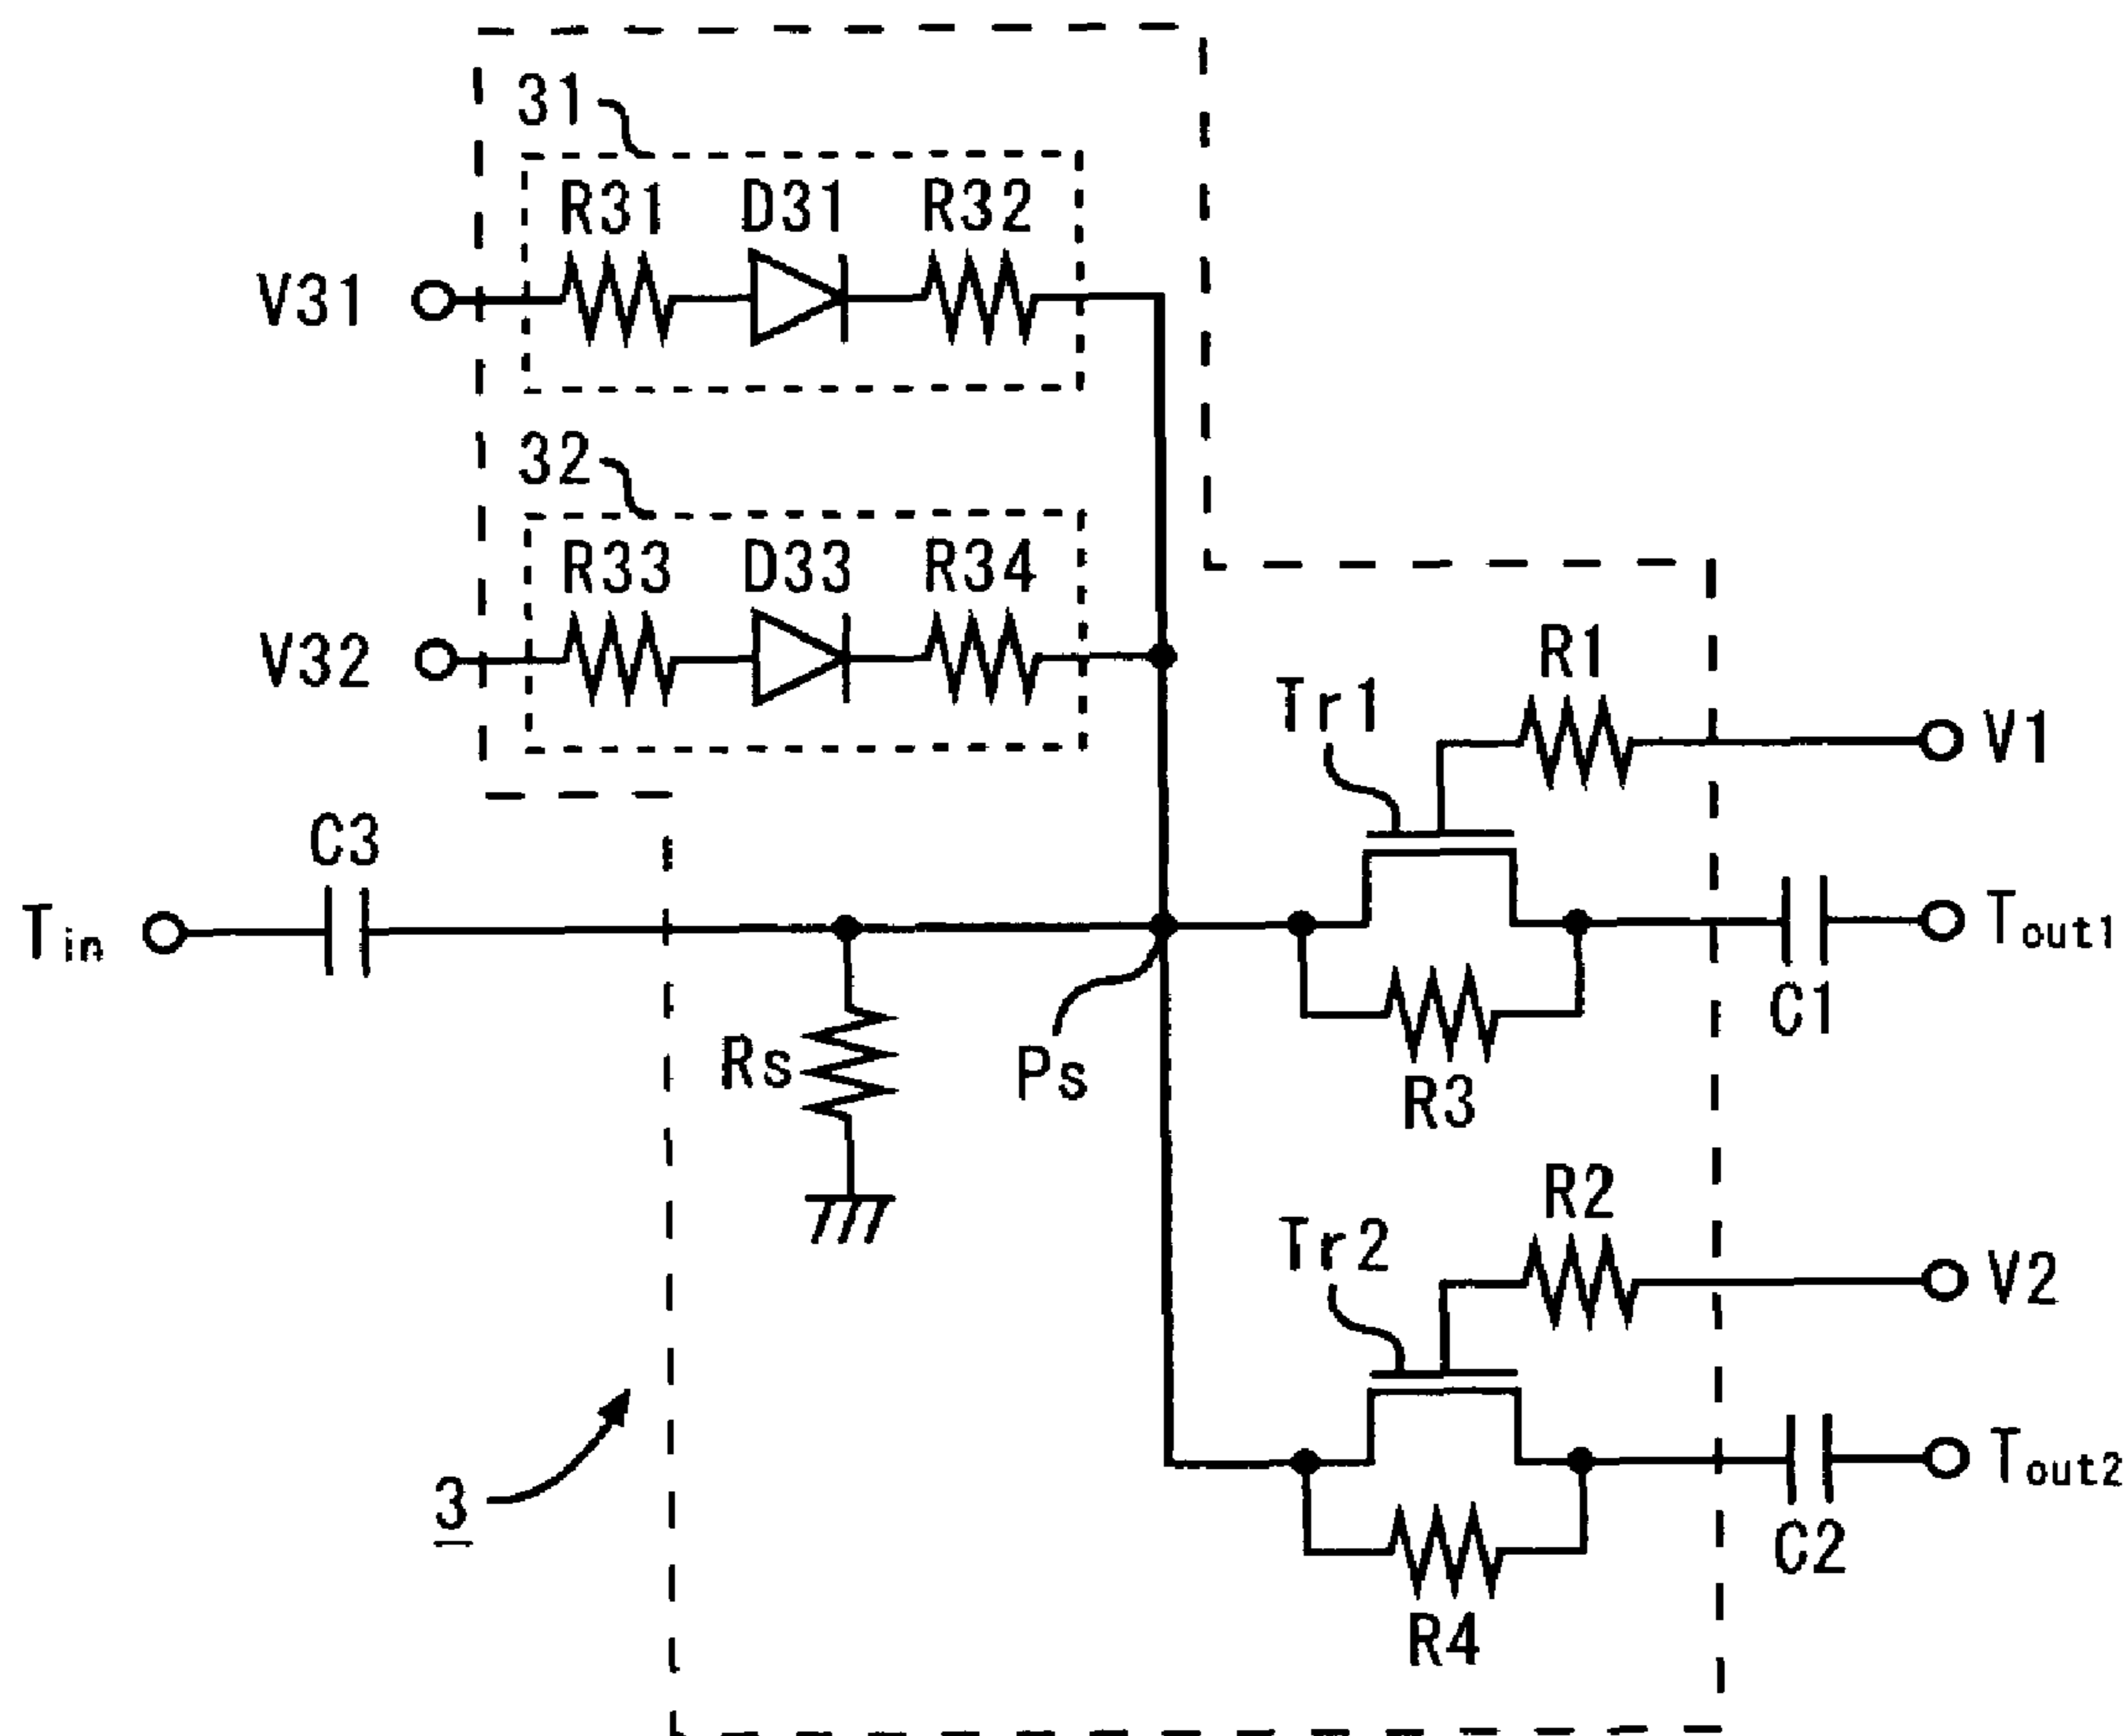 31
R31 D31 R32
V31
32
R33 D33 R34
V32
R1
Tr1
V1
C3
Tin
Tout1
C1
Rs
Ps
R3
R2
Tr2
V2
Tout2
3
C2
R4